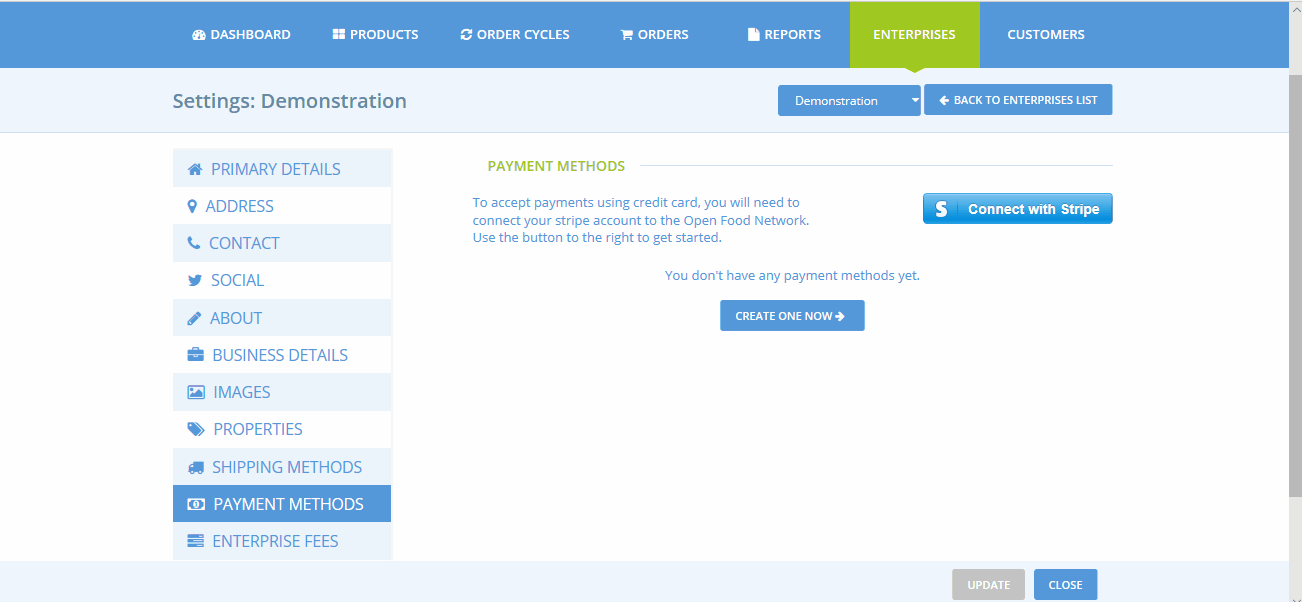 DASHBOARD PRODUCTS ORDER CYCLES ORDERS REPORTS ENTERPRISES CUSTOMERS
Settings: Demonstration
Demonstration
BACK TO ENTERPRISES LIST
PRIMARY DETAILS
ADDRESS
CONTACT
SOCIAL
ABOUT
BUSINESS DETAILS
IMAGES
PROPERTIES
SHIPPING METHODS
PAYMENT METHODS
ENTERPRISE FEES
PAYMENT METHODS
To accept payments using credit card, you will need to
connect your stripe account to the Open Food Network.
Use the button to the right to get started.
S Connect with Stripe
You don't have any payment methods yet.
CREATE ONE NOW
UPDATE
CLOSE